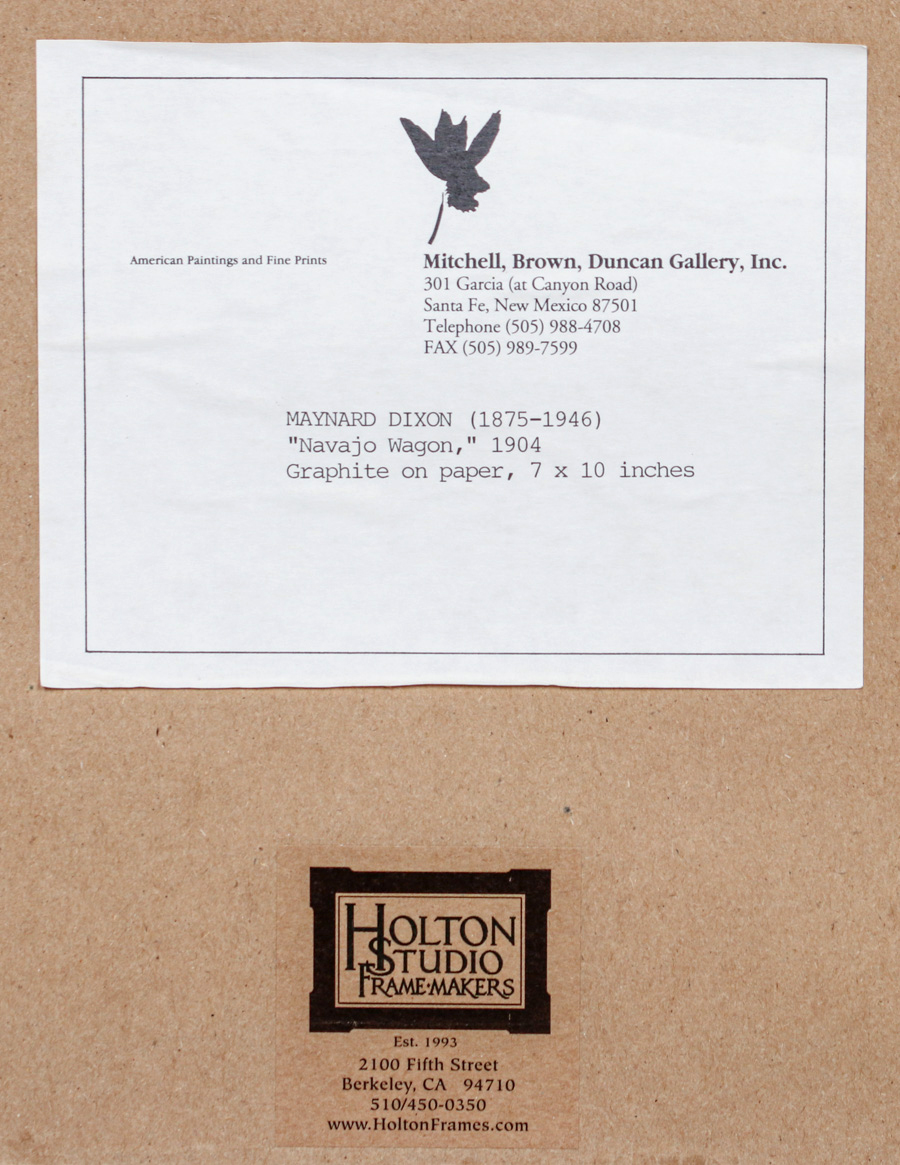 American Paintings and Fine Prints
Mitchell, Brown, Duncan Gallery, Inc.
301 Garcia (at Canyon Road)
Santa Fe, New Mexico 87501
Telephone (505) 988-4708
FAX (505) 989-7599
MAYNARD DIXON (1875-1946)
"Navajo Wagon," 1904
Graphite on paper, 7 x 10 inches
HOLTON
STUDIO
FRAME·MAKERS
Est. 1993
2100 Fifth Street
Berkeley, CA 94710
510/450-0350
www.HoltonFrames.com